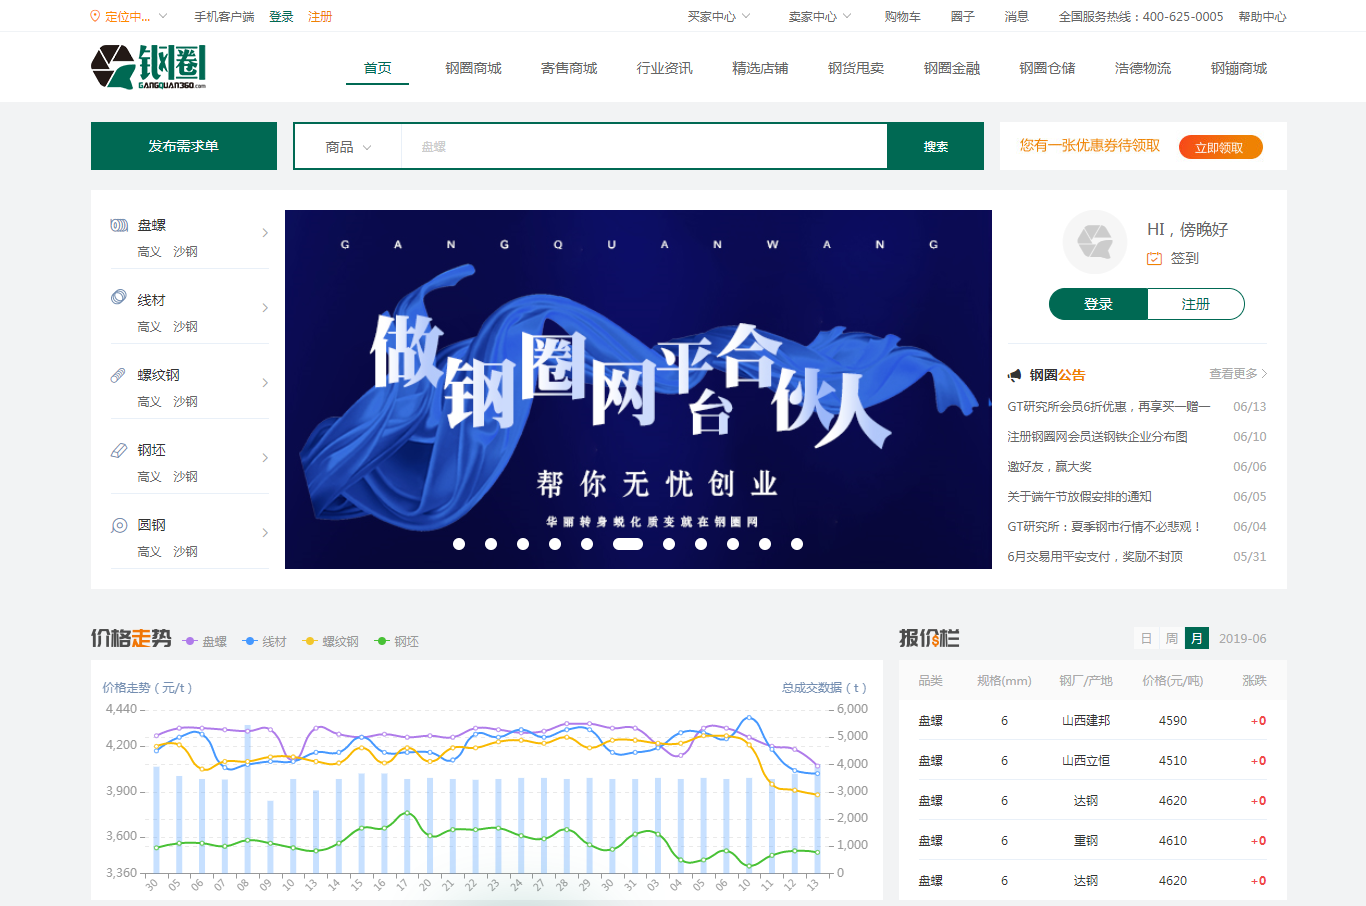 定位中... 手机客户端 登录 注册 买家中心 卖家中心 购物车 圈子 消息 全国服务热线：400-625-0005 帮助中心
钢圈 GANGQUAN360.com
首页 钢圈商城 寄售商城 行业资讯 精选店铺 钢货甩卖 钢圈金融 钢圈仓储 浩德物流 钢镚商城
发布需求单 商品 盘螺 搜索 您有一张优惠券待领取 立即领取
盘螺
高义 沙钢
线材
高义 沙钢
螺纹钢
高义 沙钢
钢坯
高义 沙钢
圆钢
高义 沙钢
G A N G Q U A N W A N G
做钢圈网平台合伙人
帮你无忧创业
华丽转身蜕化质变就在钢圈网
HI，傍晚好
签到
登录 注册
钢圈公告 查看更多
GT研究所会员6折优惠，再享买一赠一 06/13
注册钢圈网会员送钢铁企业分布图 06/10
邀好友，赢大奖 06/06
关于端午节放假安排的通知 06/05
GT研究所：夏季钢市行情不必悲观！ 06/04
6月交易用平安支付，奖励不封顶 05/31
价格走势 盘螺 线材 螺纹钢 钢坯
价格走势（元/t） 总成交数据（t）
4,440 6,000
4,200 5,000
4,000
3,900 3,000
3,600 2,000
1,000
3,360 0
30 05 06 07 08 09 10 13 14 15 16 17 20 21 22 23 24 27 28 29 30 31 03 04 05 06 10 11 12 13
报价栏 日 周 月 2019-06
品类 规格(mm) 钢厂/产地 价格(元/吨) 涨跌
盘螺 6 山西建邦 4590 +0
盘螺 6 山西立恒 4510 +0
盘螺 6 达钢 4620 +0
盘螺 6 重钢 4610 +0
盘螺 6 达钢 4620 +0